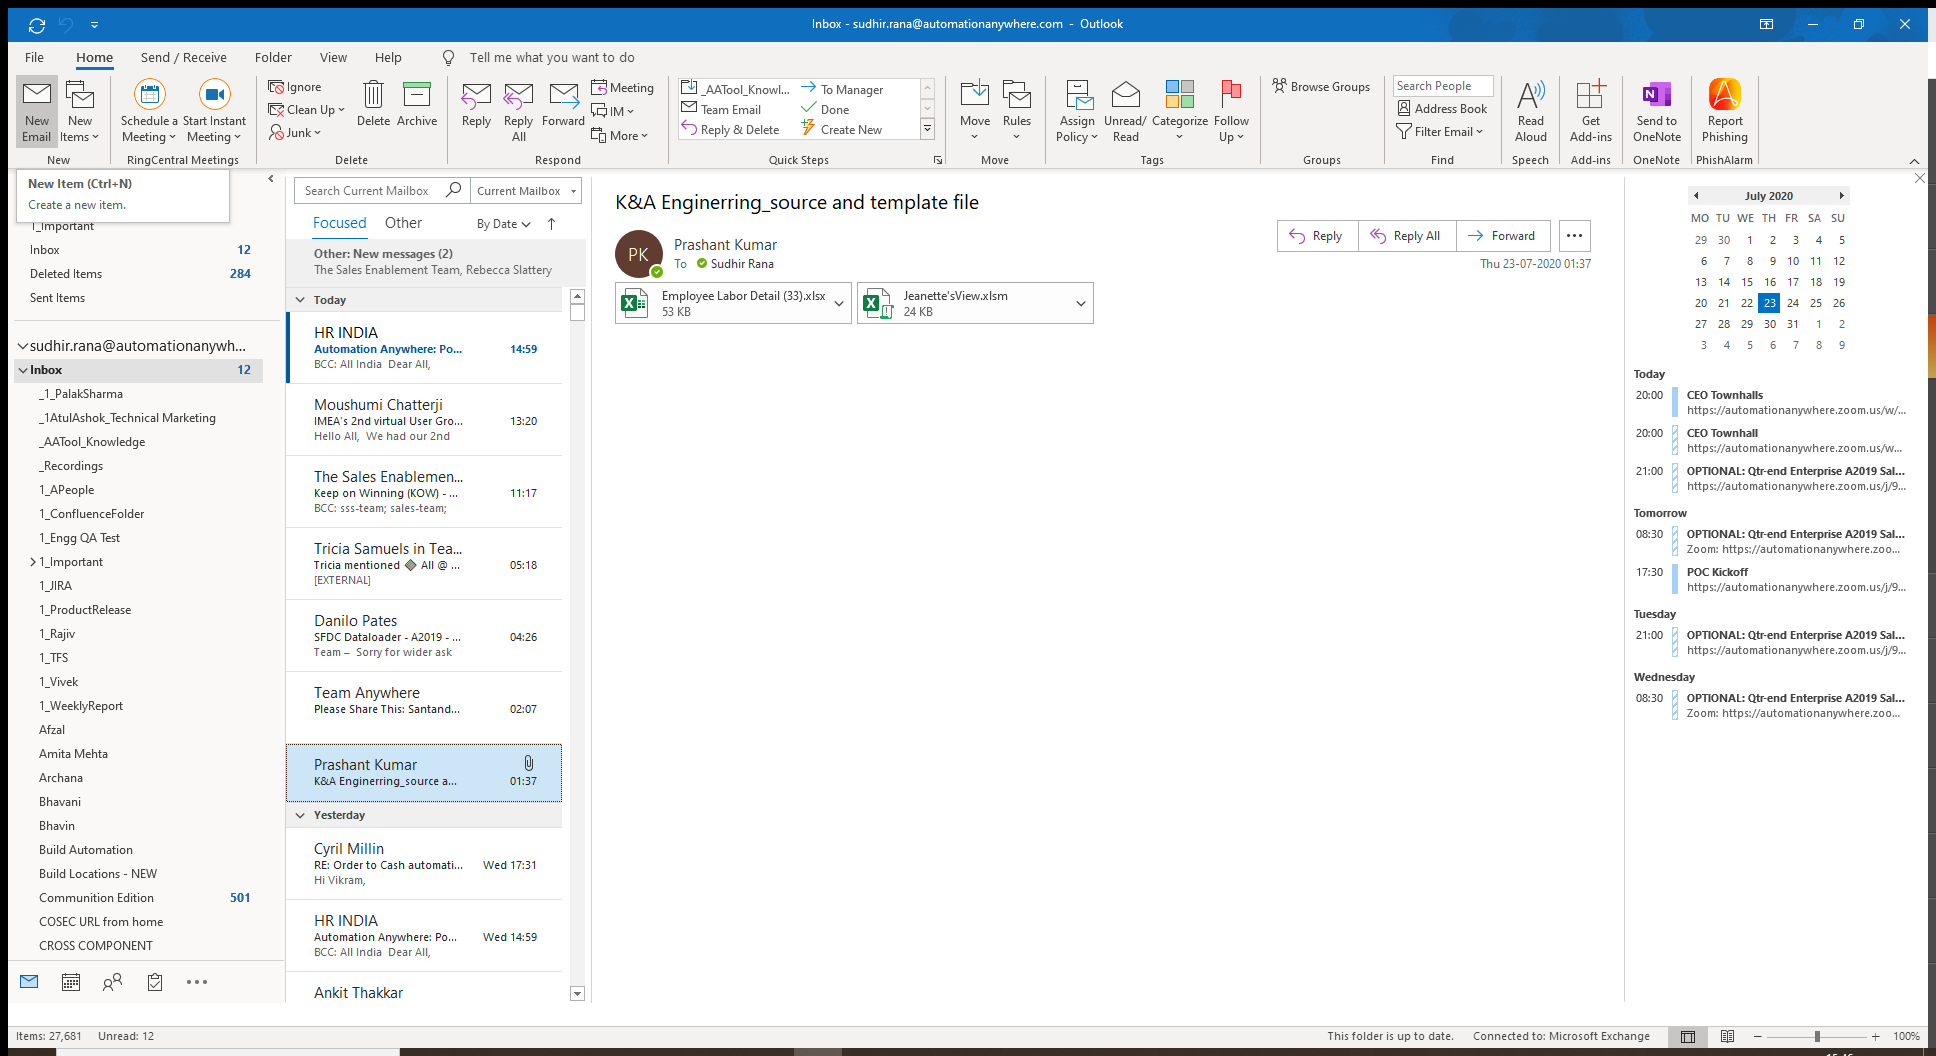 Inbox - sudhir.rana@automationanywhere.com - Outlook
File Home Send / Receive Folder View Help Tell me what you want to do
New Email
New Items
New
Schedule a Meeting
Start Instant Meeting
RingCentral Meetings
Ignore
Clean Up
Junk
Delete
Archive
Delete
Reply
Reply All
Forward
Meeting
IM
More
Respond
_AATool_Knowl...
Team Email
Reply & Delete
To Manager
Done
Create New
Quick Steps
Move
Rules
Move
Assign Policy
Unread/ Read
Categorize
Follow Up
Tags
Browse Groups
Groups
Search People
Address Book
Filter Email
Find
Read Aloud
Speech
Get Add-ins
Add-ins
Send to OneNote
OneNote
Report Phishing
PhishAlarm
New Item (Ctrl+N)
Create a new item.
1_Important
Inbox 12
Deleted Items 284
Sent Items
sudhir.rana@automationanywh...
Inbox 12
_1_PalakSharma
_1AtulAshok_Technical Marketing
_AATool_Knowledge
_Recordings
1_APeople
1_ConfluenceFolder
1_Engg QA Test
1_Important
1_JIRA
1_ProductRelease
1_Rajiv
1_TFS
1_Vivek
1_WeeklyReport
Afzal
Amita Mehta
Archana
Bhavani
Bhavin
Build Automation
Build Locations - NEW
Communition Edition 501
COSEC URL from home
CROSS COMPONENT
Search Current Mailbox Current Mailbox
Focused Other By Date
Other: New messages (2)
The Sales Enablement Team, Rebecca Slattery
Today
HR INDIA
Automation Anywhere: Po... 14:59
BCC: All India Dear All,
Moushumi Chatterji
IMEA's 2nd virtual User Gro... 13:20
Hello All, We had our 2nd
The Sales Enablemen...
Keep on Winning (KOW) - ... 11:17
BCC: sss-team; sales-team;
Tricia Samuels in Tea...
Tricia mentioned All @ ... 05:18
[EXTERNAL]
Danilo Pates
SFDC Dataloader - A2019 - ... 04:26
Team – Sorry for wider ask
Team Anywhere
Please Share This: Santand... 02:07
Prashant Kumar
K&A Enginerring_source a... 01:37
Yesterday
Cyril Millin
RE: Order to Cash automati... Wed 17:31
Hi Vikram,
HR INDIA
Automation Anywhere: Po... Wed 14:59
BCC: All India Dear All,
Ankit Thakkar
K&A Enginerring_source and template file
PK
Prashant Kumar
To Sudhir Rana
Reply Reply All Forward
Thu 23-07-2020 01:37
Employee Labor Detail (33).xlsx
53 KB
Jeanette'sView.xlsm
24 KB
July 2020
MO TU WE TH FR SA SU
29 30 1 2 3 4 5
6 7 8 9 10 11 12
13 14 15 16 17 18 19
20 21 22 23 24 25 26
27 28 29 30 31 1 2
3 4 5 6 7 8 9
Today
20:00 CEO Townhalls
https://automationanywhere.zoom.us/w/...
20:00 CEO Townhall
https://automationanywhere.zoom.us/w...
21:00 OPTIONAL: Qtr-end Enterprise A2019 Sal...
https://automationanywhere.zoom.us/j/9...
Tomorrow
08:30 OPTIONAL: Qtr-end Enterprise A2019 Sal...
Zoom: https://automationanywhere.zoo...
17:30 POC Kickoff
https://automationanywhere.zoom.us/j/9...
Tuesday
21:00 OPTIONAL: Qtr-end Enterprise A2019 Sal...
https://automationanywhere.zoom.us/j/9...
Wednesday
08:30 OPTIONAL: Qtr-end Enterprise A2019 Sal...
Zoom: https://automationanywhere.zoo...
Items: 27,681 Unread: 12
This folder is up to date. Connected to: Microsoft Exchange 100%